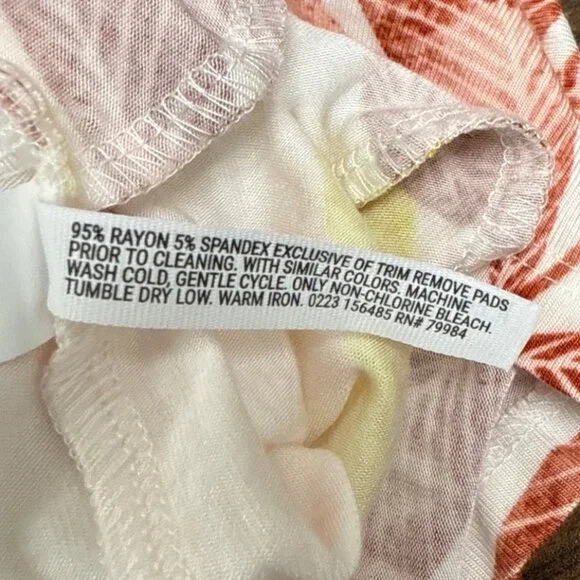 95% RAYON 5% SPANDEX EXCLUSIVE OF TRIM REMOVE PADS
PRIOR TO CLEANING. WITH SIMILAR COLORS. MACHINE
WASH COLD, GENTLE CYCLE. ONLY NON-CHLORINE BLEACH.
TUMBLE DRY LOW. WARM IRON. 0223 156485 RN# 79984